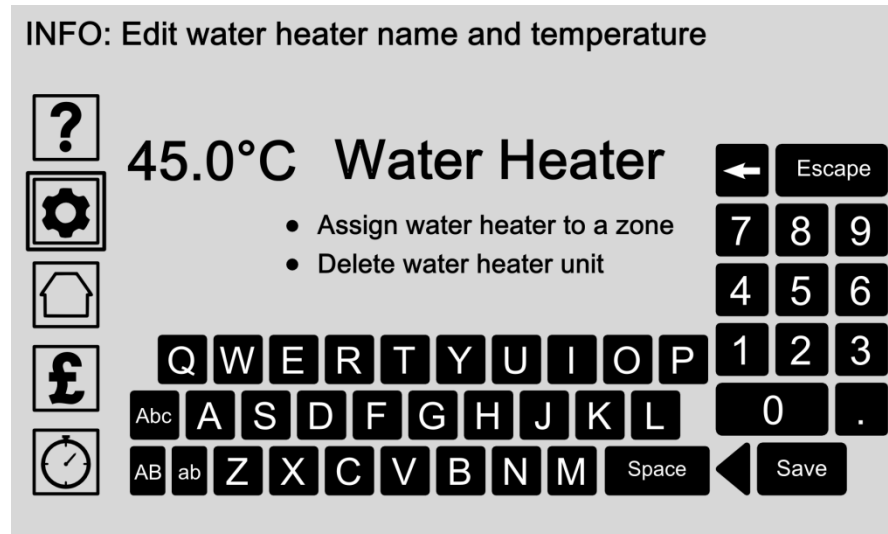 INFO: Edit water heater name and temperature
?
45.0°C Water Heater
Escape
• Assign water heater to a zone
7 8 9
• Delete water heater unit
4 5 6
£
Q W E R T Y U I O P 1 2 3
Abc A S D F G H J K L 0 .
AB ab Z X C V B N M Space Save